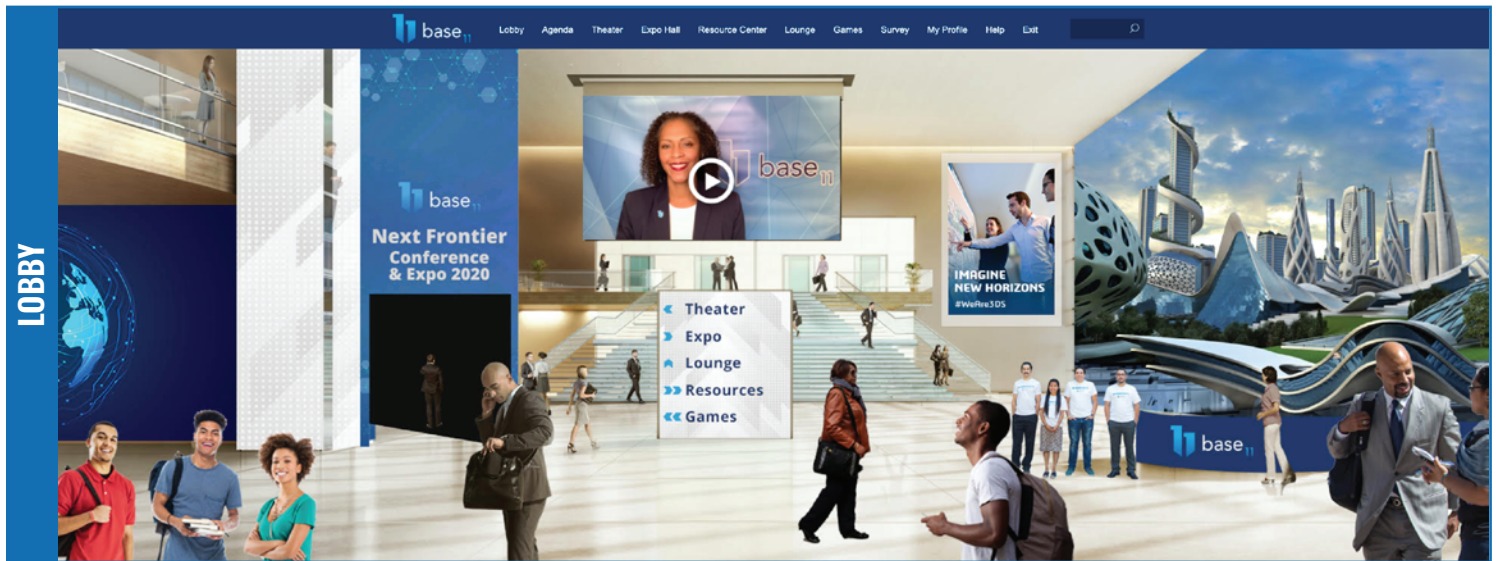 LOBBY
base11
Lobby Agenda Theater Expo Hall Resource Center Lounge Games Survey My Profile Help Exit
base11
Next Frontier
Conference
& Expo 2020
base11
IMAGINE
NEW HORIZONS
#WeAre3DS
Theater
Expo
Lounge
Resources
Games
base11